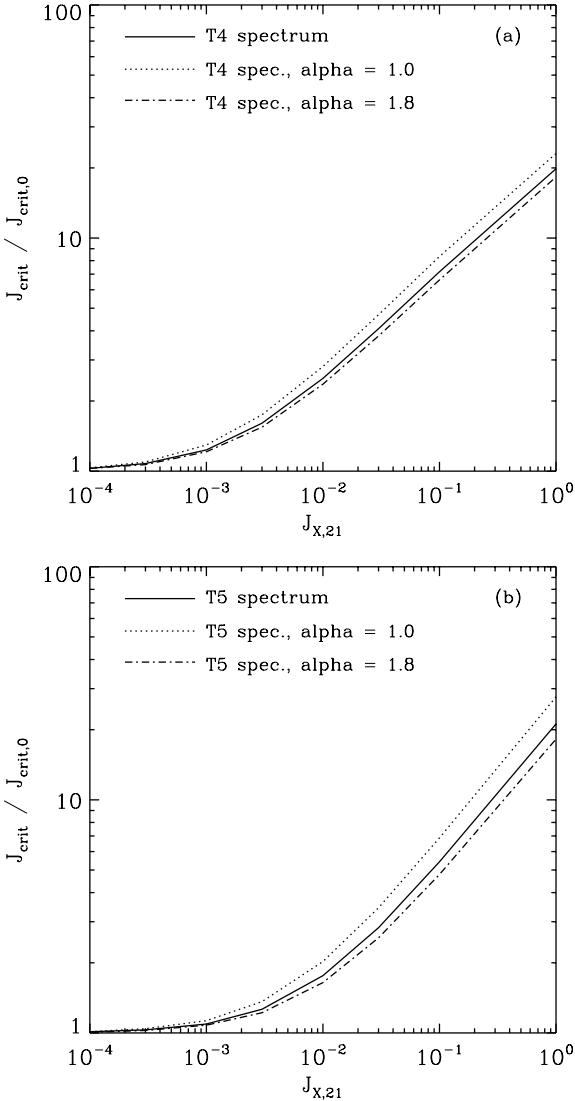 100
T4 spectrum
(a)
T4 spec., alpha = 1.0
T4 spec., alpha = 1.8
J_crit / J_crit,0
10
1
10^-4
10^-3
10^-2
10^-1
10^0
J_X,21
100
T5 spectrum
(b)
T5 spec., alpha = 1.0
T5 spec., alpha = 1.8
J_crit / J_crit,0
10
1
10^-4
10^-3
10^-2
10^-1
10^0
J_X,21